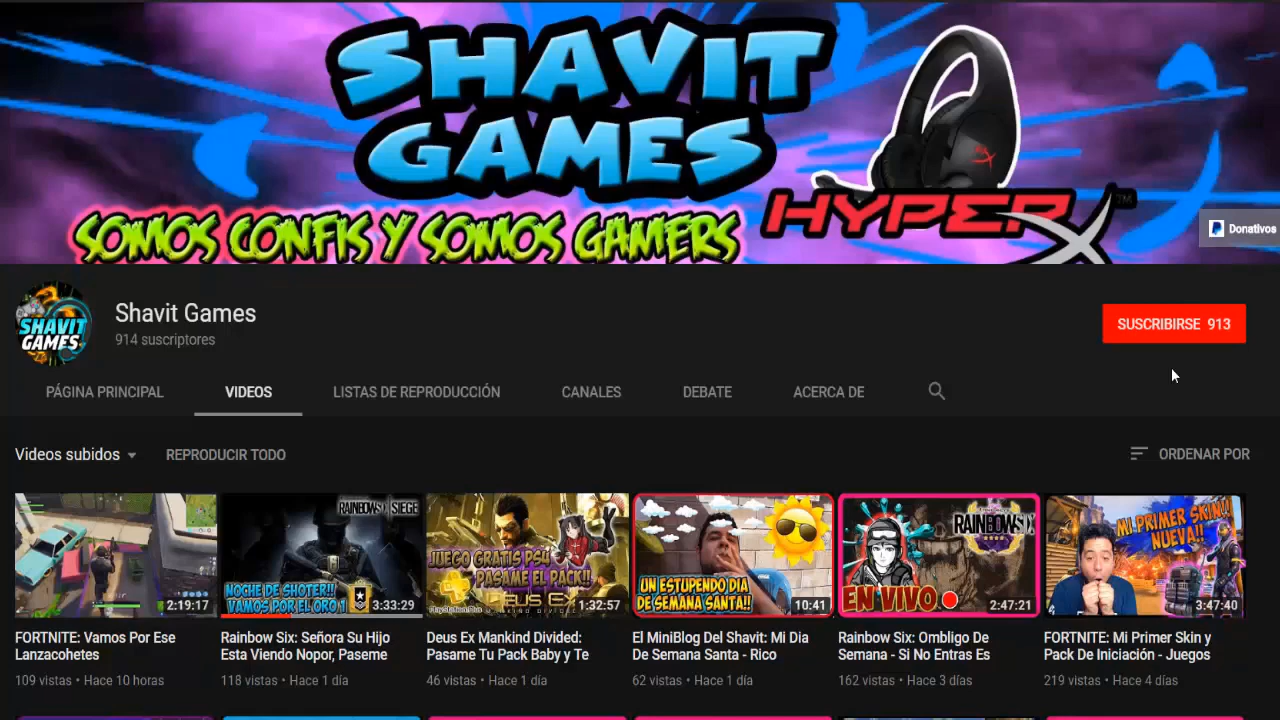 SHAVIT
GAMES
SOMOS CONFIS Y SOMOS GAMERS
HYPERX™
Donativos
SHAVIT
GAMES
Shavit Games
914 suscriptores
SUSCRIBIRSE 913
PÁGINA PRINCIPAL
VIDEOS
LISTAS DE REPRODUCCIÓN
CANALES
DEBATE
ACERCA DE
Videos subidos
REPRODUCIR TODO
ORDENAR POR
2:19:17
FORTNITE: Vamos Por Ese
Lanzacohetes
109 vistas • Hace 10 horas
RAINBOW SIX SIEGE
NOCHE DE SHOTER!!
VAMOS POR EL ORO 1
3:33:29
Rainbow Six: Señora Su Hijo
Esta Viendo Nopor, Paseme
118 vistas • Hace 1 día
JUEGO GRATIS PS4
PASAME EL PACK!!
DEUS EX
1:32:57
Deus Ex Mankind Divided:
Pasame Tu Pack Baby y Te
46 vistas • Hace 1 día
UN ESTUPENDO DIA
DE SEMANA SANTA!!
10:41
El MiniBlog Del Shavit: Mi Dia
De Semana Santa - Rico
62 vistas • Hace 1 día
RAINBOW SIX
EN VIVO
2:47:21
Rainbow Six: Ombligo De
Semana - Si No Entras Es
162 vistas • Hace 3 días
MI PRIMER SKIN!!
NUEVA!!
3:47:40
FORTNITE: Mi Primer Skin y
Pack De Iniciación - Juegos
219 vistas • Hace 4 días